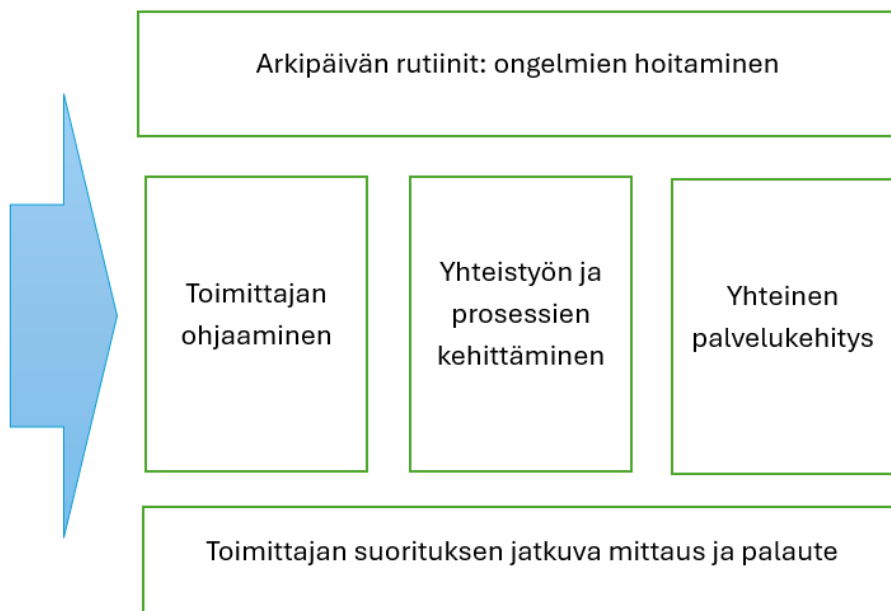 Arkipäivän rutiinit: ongelmien hoitaminen
Toimittajan
ohjaaminen
Yhteistyön ja
prosessien
kehittäminen
Yhteinen
palvelukehitys
Toimittajan suorituksen jatkuva mittaus ja palaute